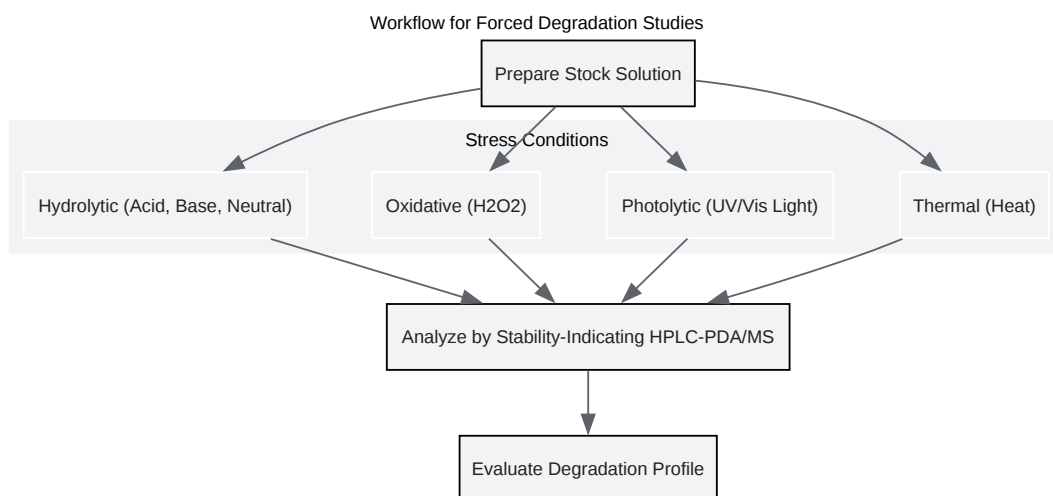 Workflow for Forced Degradation Studies
Prepare Stock Solution
Stress Conditions
Hydrolytic (Acid, Base, Neutral)
Oxidative (H2O2)
Photolytic (UV/Vis Light)
Thermal (Heat)
Analyze by Stability-Indicating HPLC-PDA/MS
Evaluate Degradation Profile